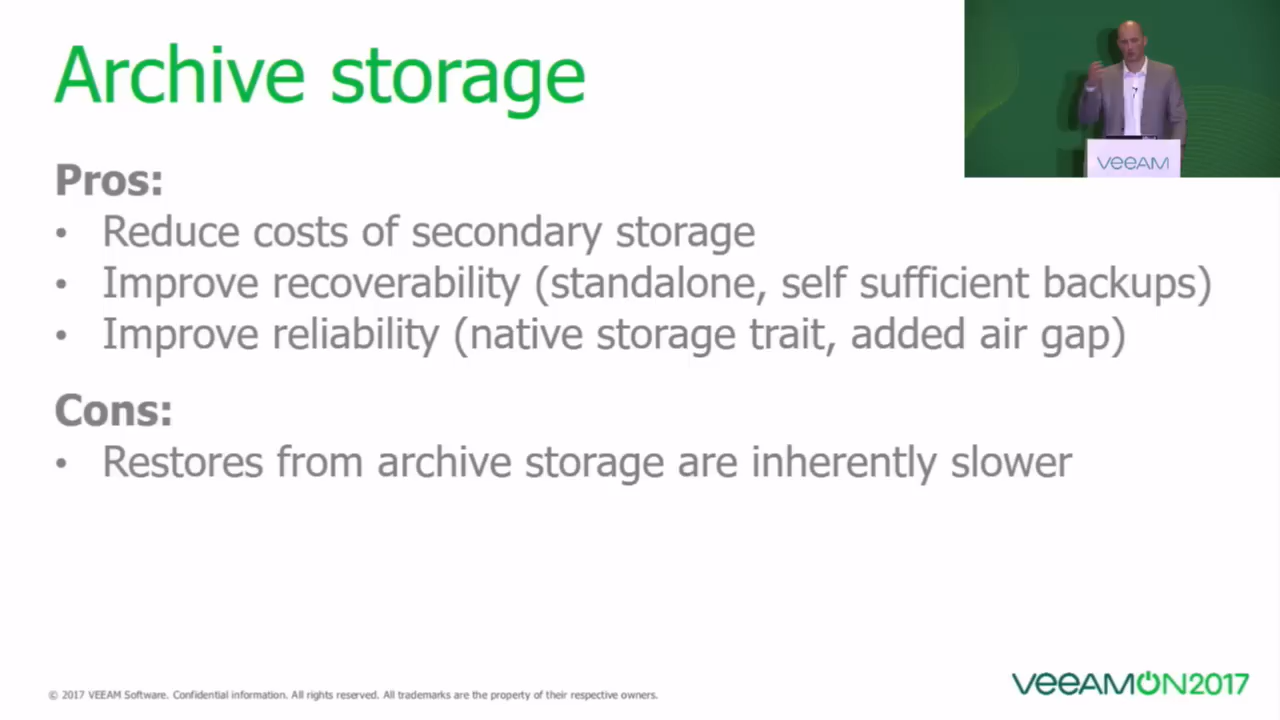 Archive storage
veeAM
Pros:
• Reduce costs of secondary storage
• Improve recoverability (standalone, self sufficient backups)
• Improve reliability (native storage trait, added air gap)
Cons:
• Restores from archive storage are inherently slower
© 2017 VEEAM Software. Confidential information. All rights reserved. All trademarks are the property of their respective owners.
veeAMON2017